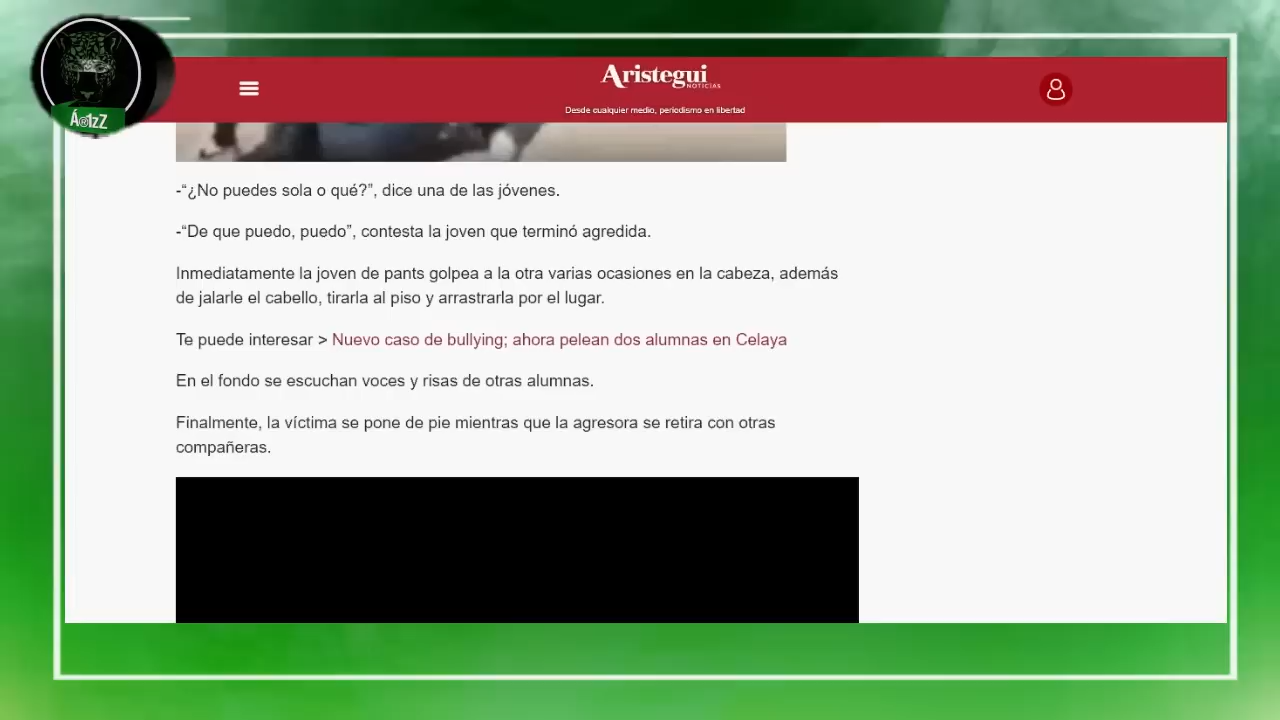 Á®IzZ
Aristegui
NOTICIAS
Desde cualquier medio, periodismo en libertad
-“¿No puedes sola o qué?”, dice una de las jóvenes.
-“De que puedo, puedo”, contesta la joven que terminó agredida.
Inmediatamente la joven de pants golpea a la otra varias ocasiones en la cabeza, además
de jalarle el cabello, tirarla al piso y arrastrarla por el lugar.
Te puede interesar > Nuevo caso de bullying; ahora pelean dos alumnas en Celaya
En el fondo se escuchan voces y risas de otras alumnas.
Finalmente, la víctima se pone de pie mientras que la agresora se retira con otras
compañeras.